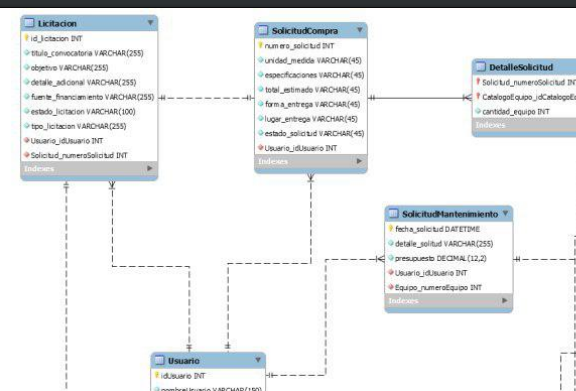 Licitacion
id_licitacion INT
titulo_convocatoria VARCHAR(255)
objetivo VARCHAR(255)
detalle_adicional VARCHAR(255)
fuente_financiamiento VARCHAR(255)
estado_licitacion VARCHAR(100)
tipo_licitacion VARCHAR(255)
Usuario_idUsuario INT
Solicitud_numeroSolicitud INT
Indexes
SolicitudCompra
numero_solicitud INT
unidad_medida VARCHAR(45)
especificaciones VARCHAR(45)
total_estimado VARCHAR(45)
forma_entrega VARCHAR(45)
lugar_entrega VARCHAR(45)
estado_solicitud VARCHAR(45)
Usuario_idUsuario INT
Indexes
DetalleSolicitud
Solicitud_numeroSolicitud INT
CatalogoEquipo_idCatalogoE
cantidad_equipo INT
Indexes
SolicitudMantenimiento
fecha_solicitud DATETIME
detalle_solitud VARCHAR(255)
presupuesto DECIMAL(12,2)
Usuario_idUsuario INT
Equipo_numeroEquipo INT
Indexes
Usuario
idUsuario INT
nombreUsuario VARCHAR(150)